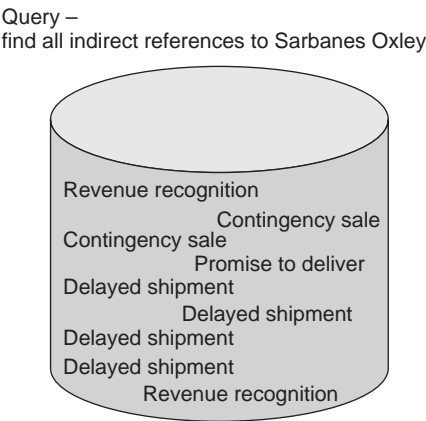 Query –
find all indirect references to Sarbanes Oxley
Revenue recognition
Contingency sale
Contingency sale
Promise to deliver
Delayed shipment
Delayed shipment
Delayed shipment
Delayed shipment
Revenue recognition